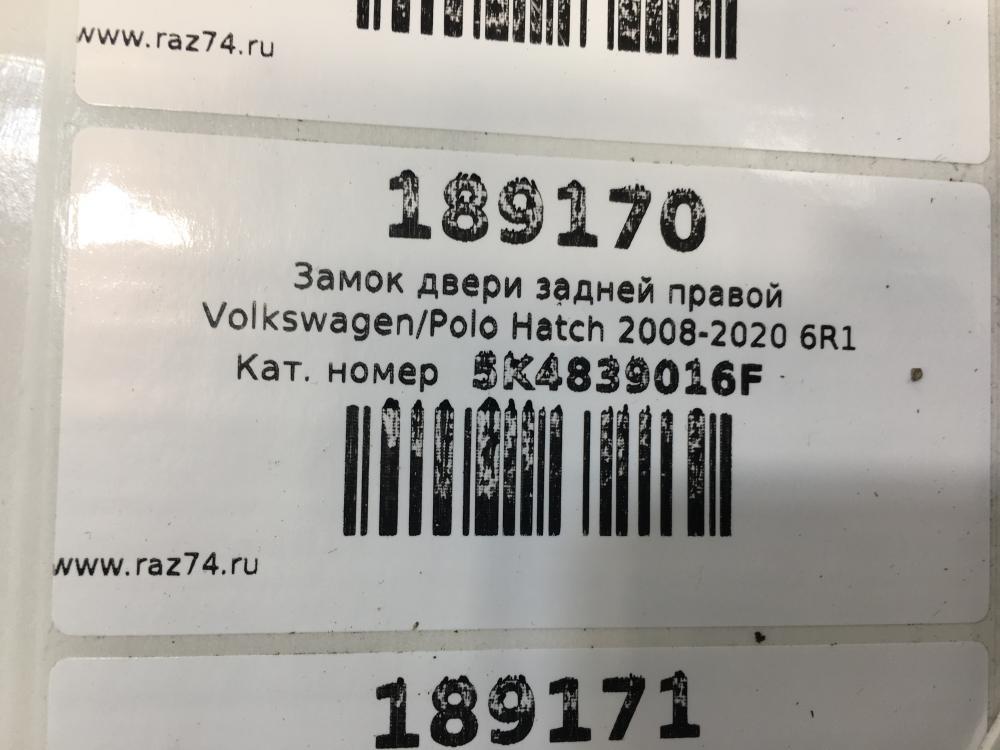 www.raz74.ru
189170
Замок двери задней правой
Volkswagen/Polo Hatch 2008-2020 6R1
Кат. номер 5K4839016F
www.raz74.ru
189171